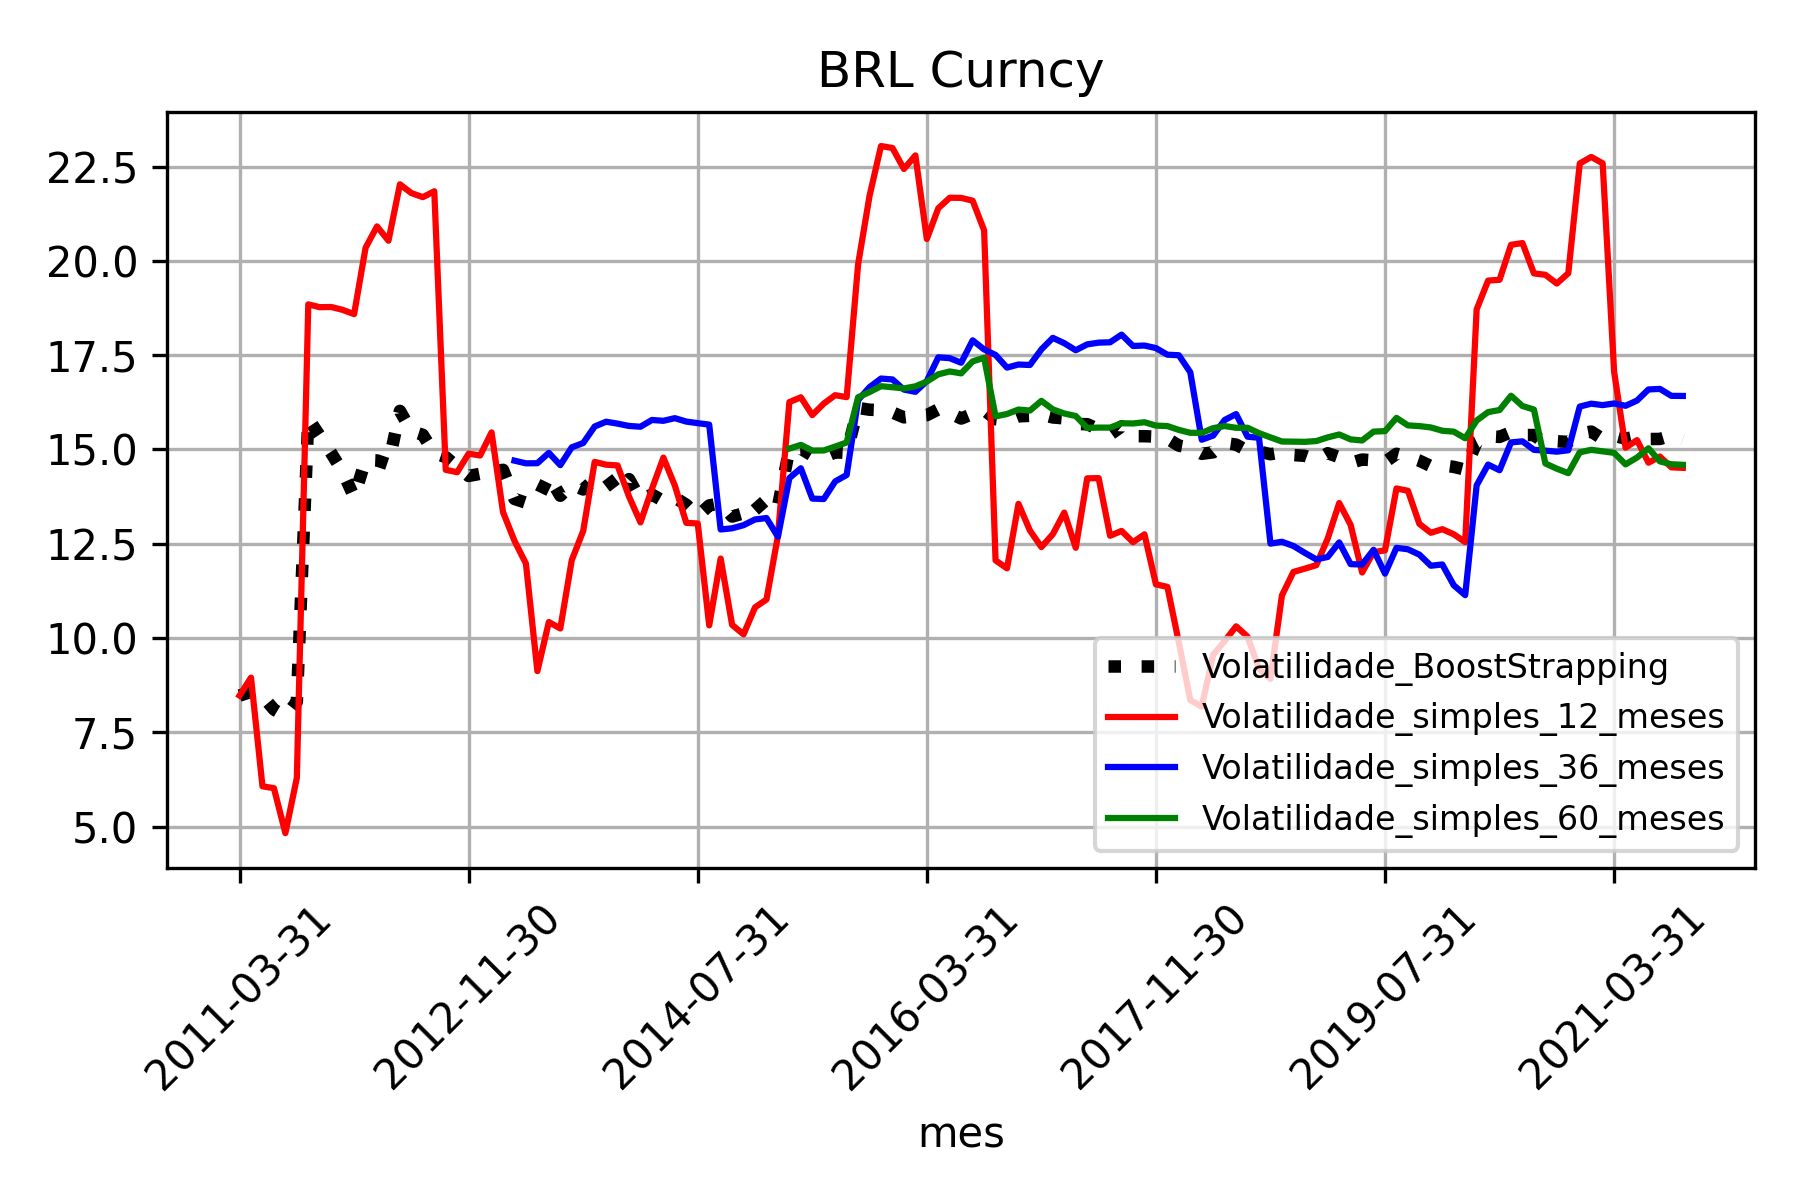 BRL Curncy
22.5
20.0
17.5
15.0
12.5
10.0
7.5
5.0
Volatilidade_BoostStrapping
Volatilidade_simples_12_meses
Volatilidade_simples_36_meses
Volatilidade_simples_60_meses
2011-03-31
2012-11-30
2014-07-31
2016-03-31
2017-11-30
2019-07-31
2021-03-31
mes